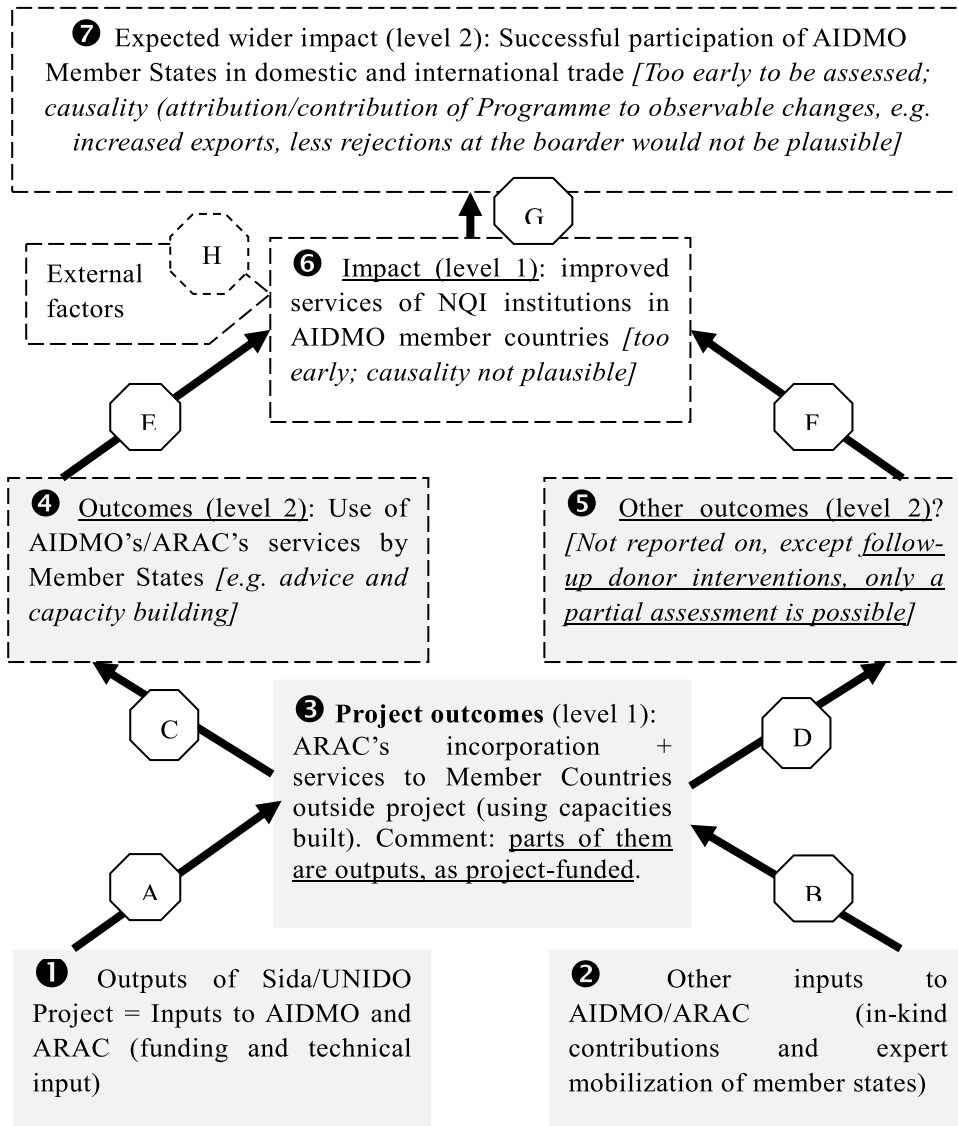 ❼ Expected wider impact (level 2): Successful participation of AIDMO
Member States in domestic and international trade [Too early to be assessed;
causality (attribution/contribution of Programme to observable changes, e.g.
increased exports, less rejections at the boarder would not be plausible]
G
H
External
factors
❻ Impact (level 1): improved
services of NQI institutions in
AIDMO member countries [too
early; causality not plausible]
E
F
❹ Outcomes (level 2): Use of
AIDMO's/ARAC's services by
Member States [e.g. advice and
capacity building]
❺ Other outcomes (level 2)?
[Not reported on, except follow-
up donor interventions, only a
partial assessment is possible]
C
D
❸ Project outcomes (level 1):
ARAC's incorporation +
services to Member Countries
outside project (using capacities
built). Comment: parts of them
are outputs, as project-funded.
A
B
❶ Outputs of Sida/UNIDO
Project = Inputs to AIDMO and
ARAC (funding and technical
input)
❷ Other inputs to
AIDMO/ARAC (in-kind
contributions and expert
mobilization of member states)